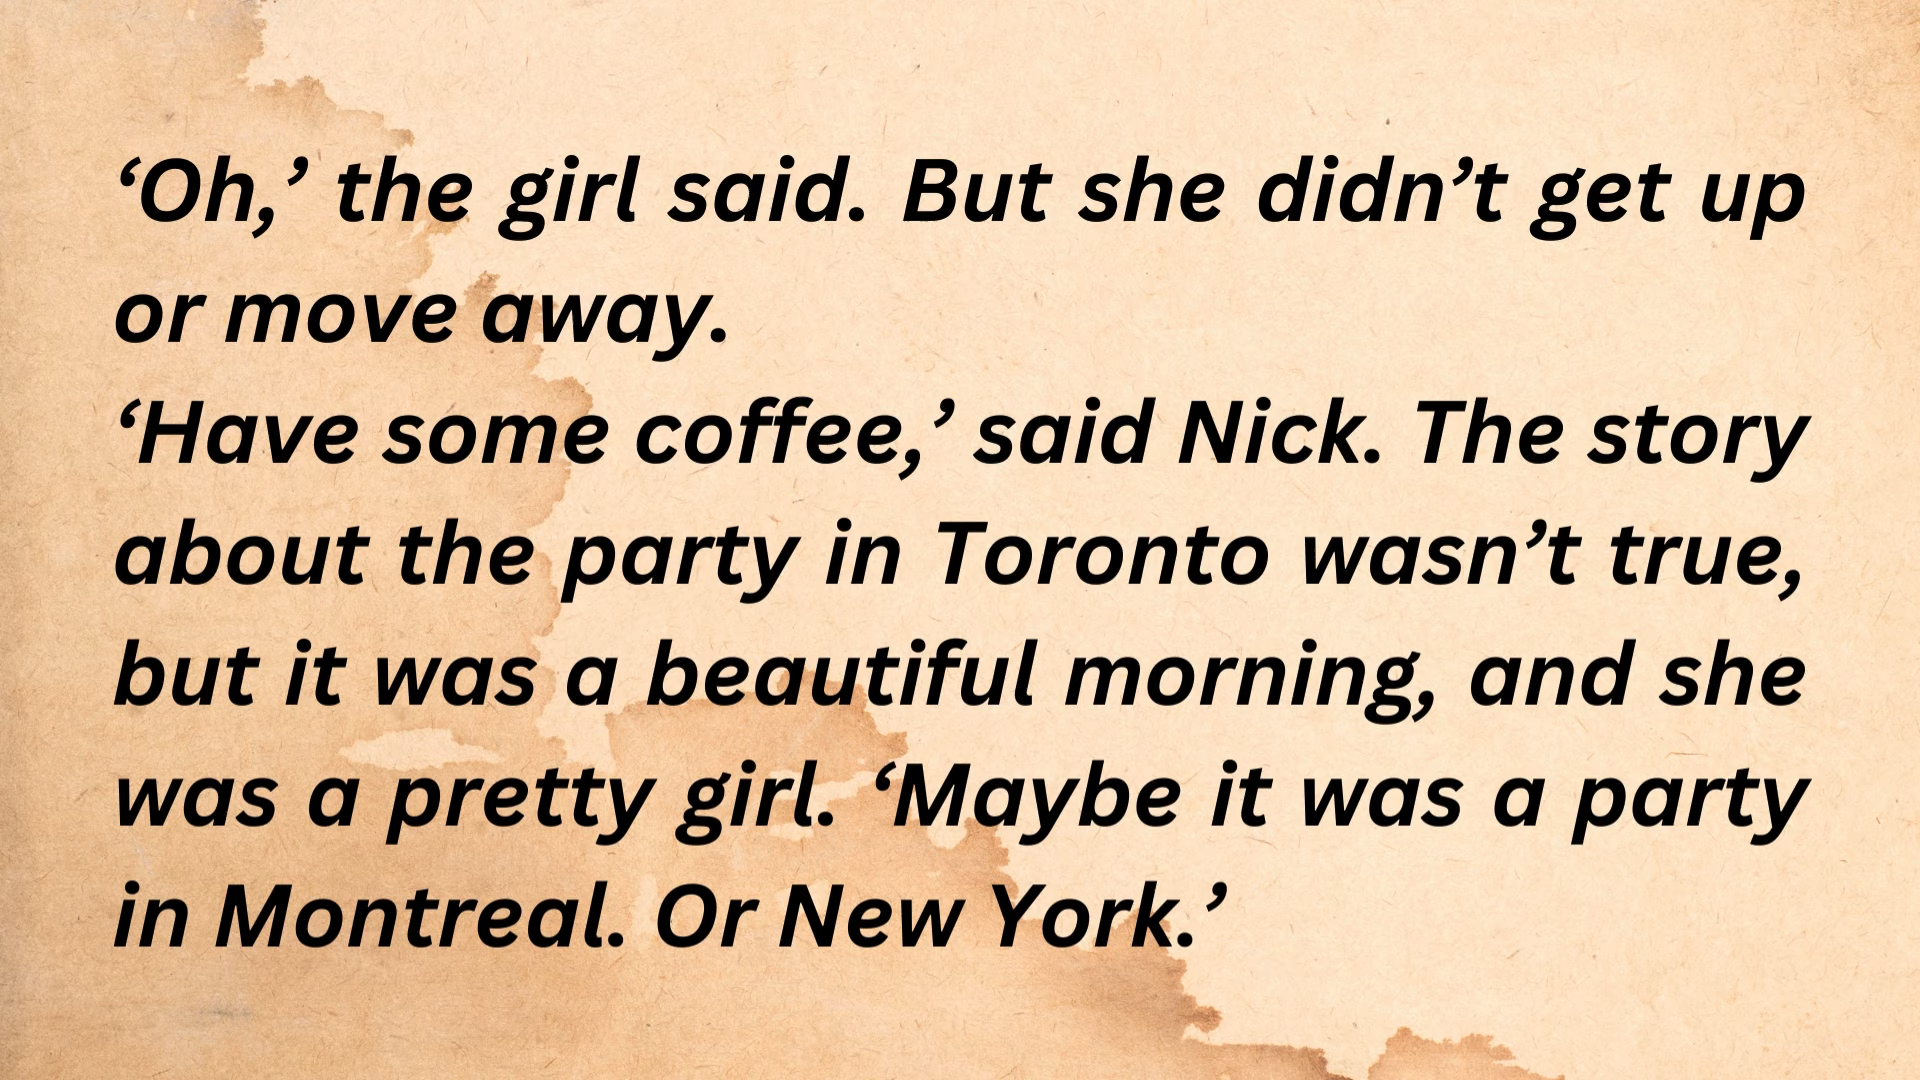 ‘Oh,’ the girl said. But she didn’t get up
or move away.
‘Have some coffee,’ said Nick. The story
about the party in Toronto wasn’t true,
but it was a beautiful morning, and she
was a pretty girl. ‘Maybe it was a party
in Montreal. Or New York.’